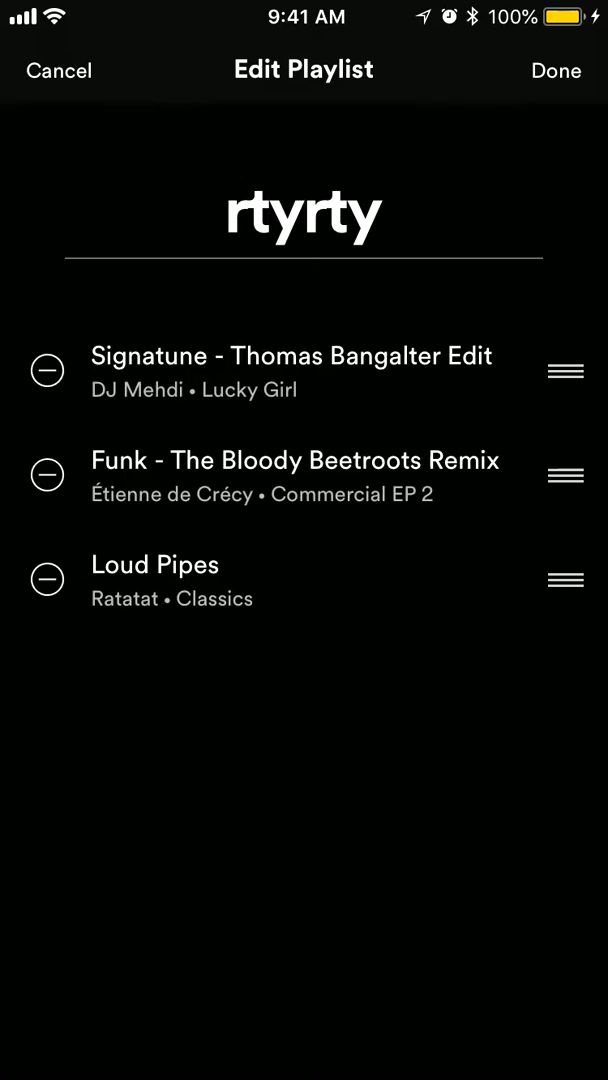 9:41 AM 100%
Cancel Edit Playlist Done
rtyrty
Signatune - Thomas Bangalter Edit
DJ Mehdi • Lucky Girl
Funk - The Bloody Beetroots Remix
Étienne de Crécy • Commercial EP 2
Loud Pipes
Ratatat • Classics